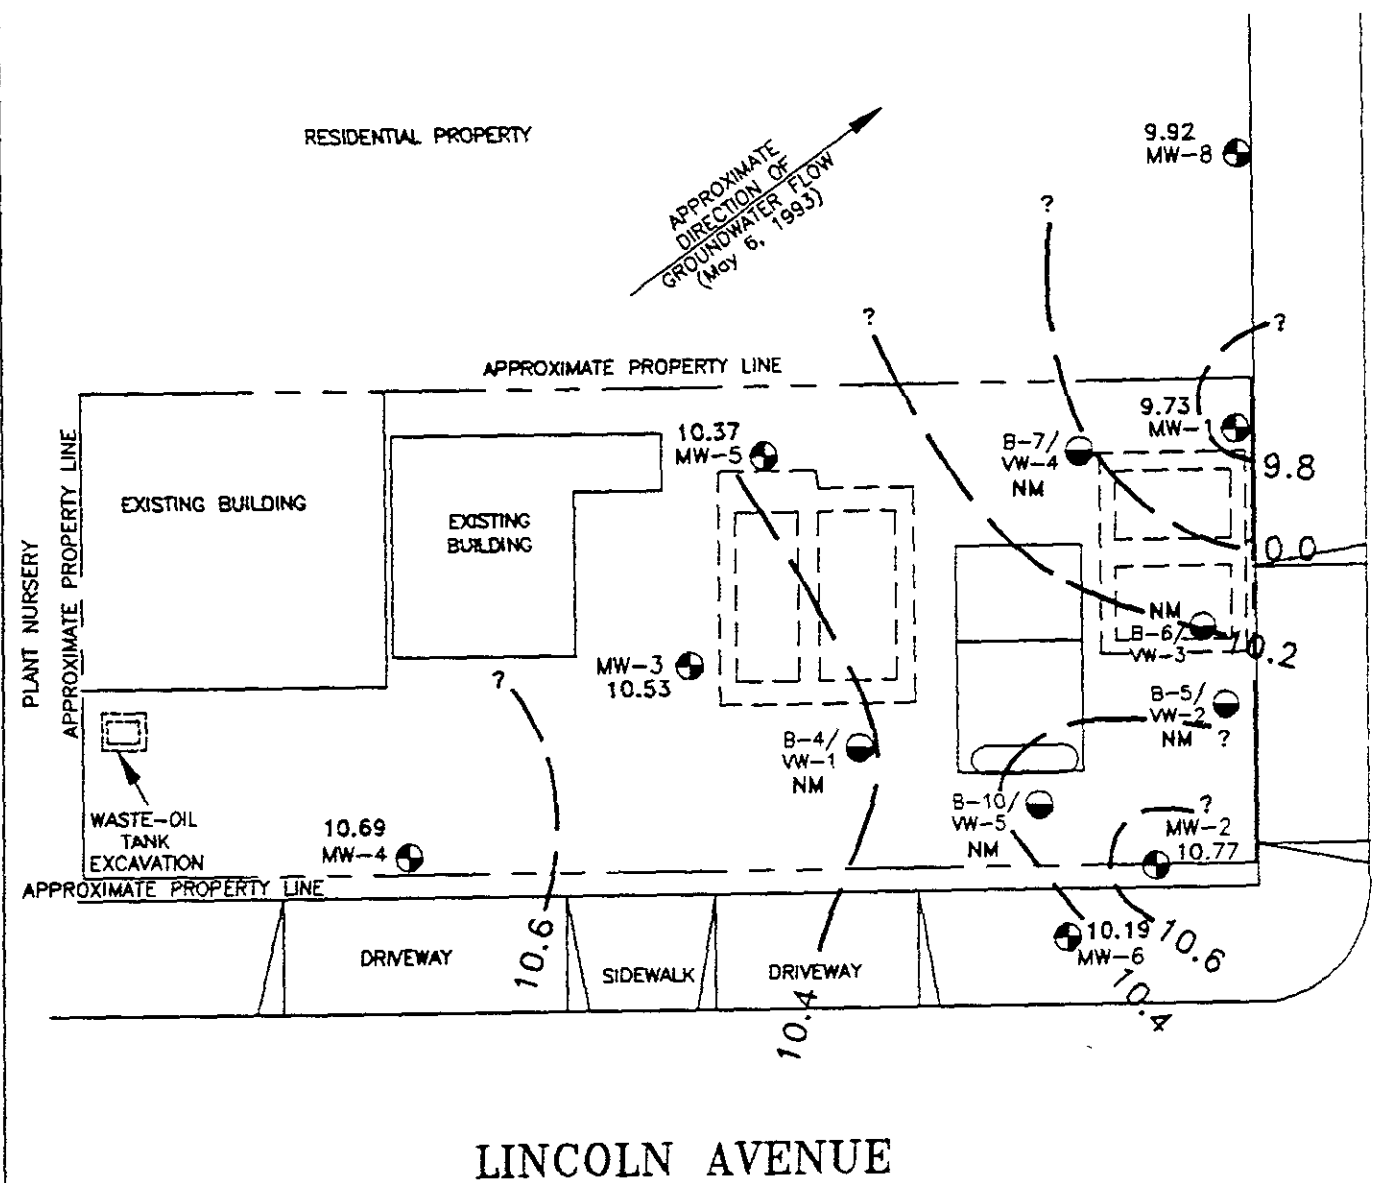 RESIDENTIAL PROPERTY
APPROXIMATE
DIRECTION OF
GROUNDWATER FLOW
(May 6, 1993)
9.92
MW-8
?
?
?
APPROXIMATE PROPERTY LINE
10.37
MW-5
9.73
MW-1
B-7/
VW-4
NM
9.8
PLANT NURSERY
APPROXIMATE PROPERTY LINE
EXISTING BUILDING
EXISTING
BUILDING
0.0
NM
B-6/
VW-3
10.2
MW-3
10.53
?
B-5/
VW-2
NM
?
B-4/
VW-1
NM
B-10/
VW-5
NM
?
MW-2
10.77
WASTE-OIL
TANK
EXCAVATION
10.69
MW-4
APPROXIMATE PROPERTY LINE
10.6
DRIVEWAY
SIDEWALK
DRIVEWAY
10.19
MW-6
10.6
10.4
10.4
LINCOLN AVENUE